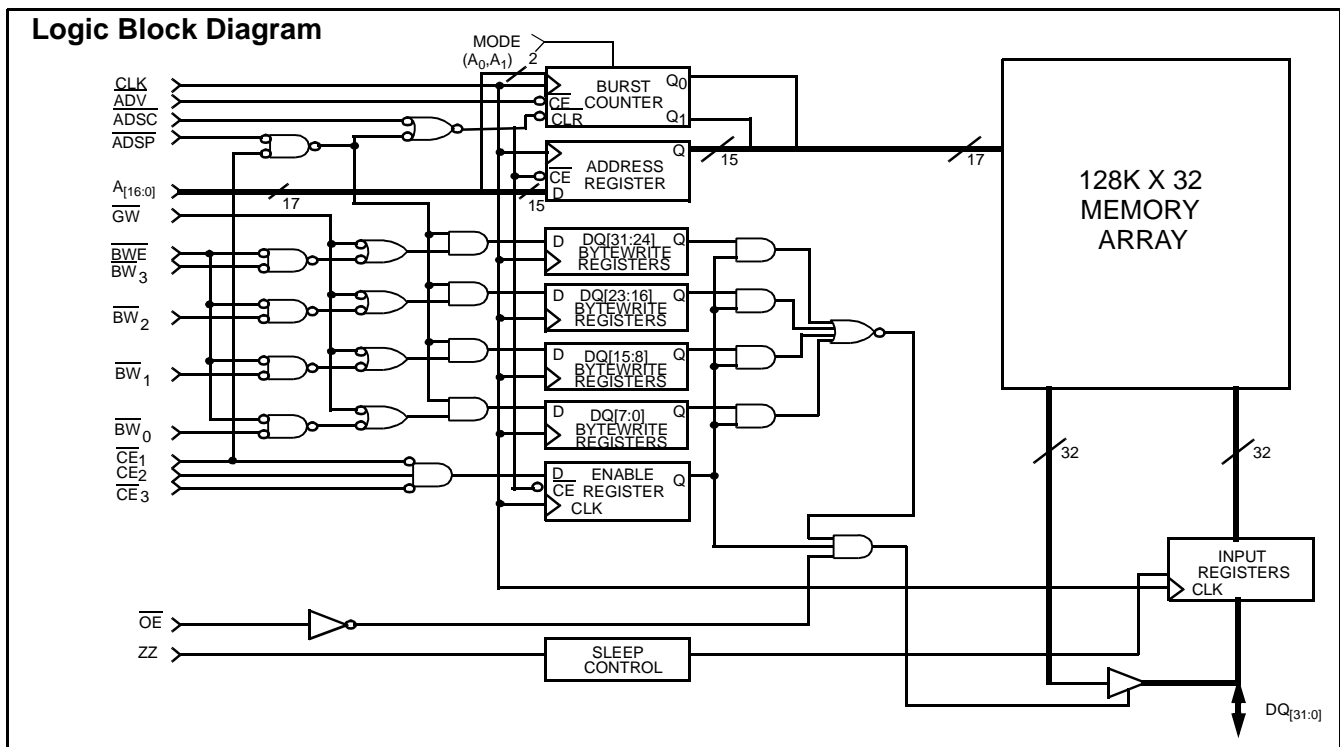 Logic Block Diagram
MODE
(A0,A1)
2
CLK
ADV
ADSC
ADSP
A[16:0]
GW
BWE
BW3
BW2
BW1
BW0
CE1
CE2
CE3
OE
ZZ
17
15
BURST
COUNTER
CE
CLR
Q0
Q1
ADDRESS
REGISTER
CE
D
Q
15
17
D
DQ[31:24]
BYTEWRITE
REGISTERS
Q
D
DQ[23:16]
BYTEWRITE
REGISTERS
Q
D
DQ[15:8]
BYTEWRITE
REGISTERS
Q
D
DQ[7:0]
BYTEWRITE
REGISTERS
Q
D
ENABLE
REGISTER
CE
CLK
Q
SLEEP
CONTROL
128K X 32
MEMORY
ARRAY
32
32
INPUT
REGISTERS
CLK
DQ[31:0]